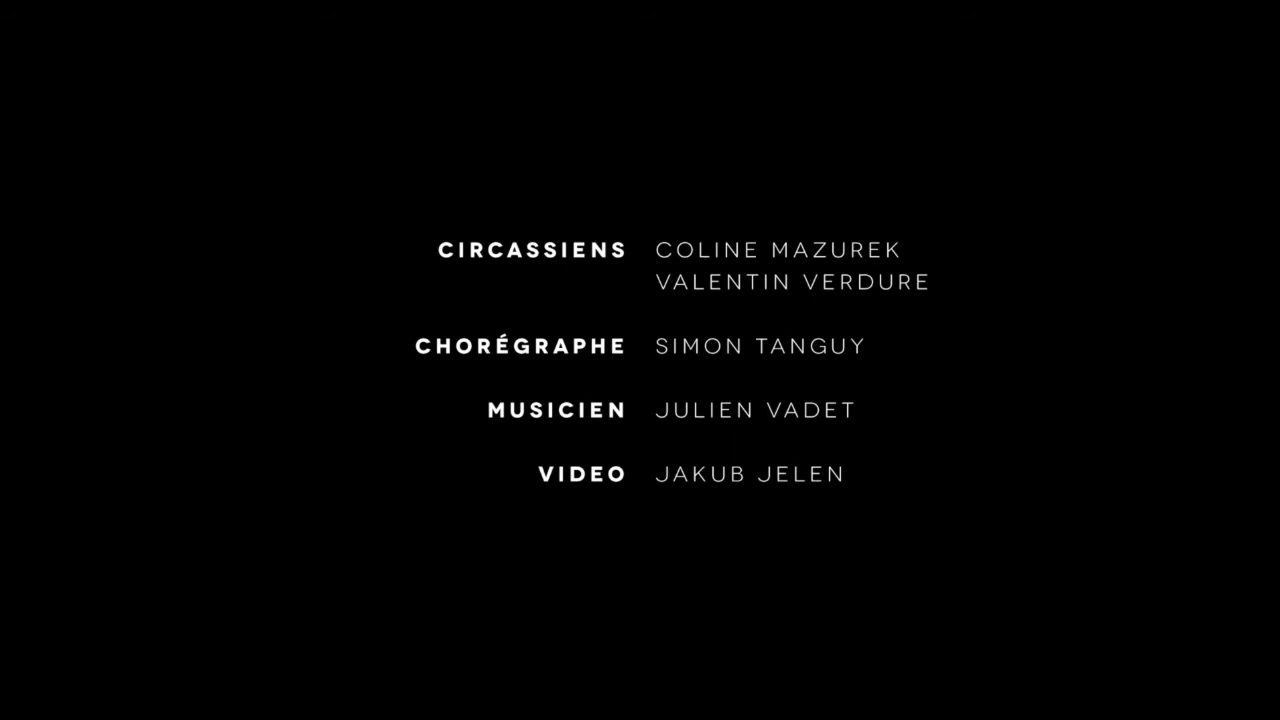 CIRCASSIENS COLINE MAZUREK
VALENTIN VERDURE
CHORÉGRAPHE SIMON TANGUY
MUSICIEN JULIEN VADET
VIDEO JAKUB JELEN